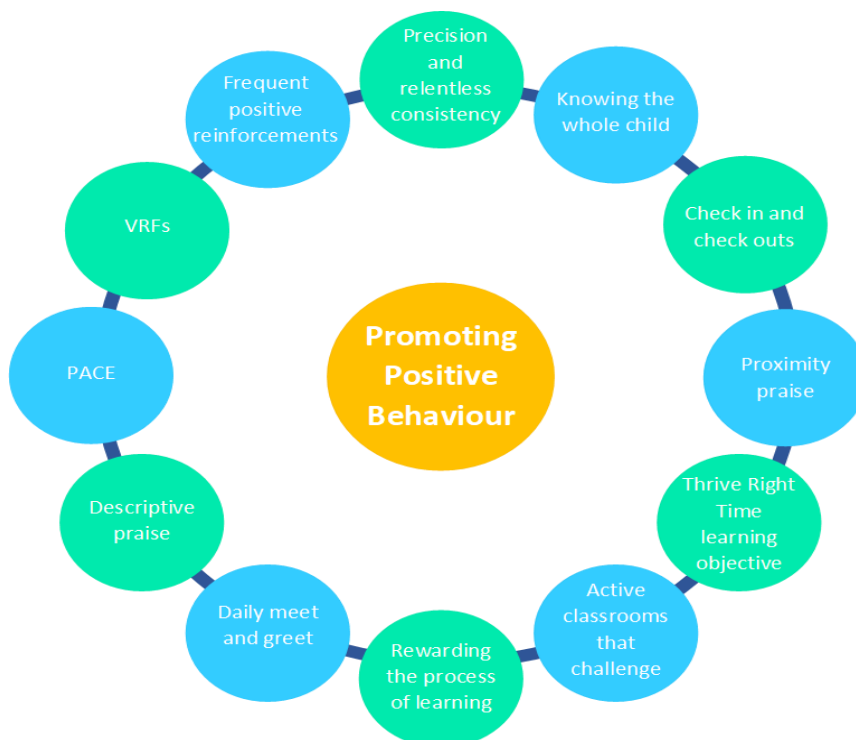 Precision
and
relentless
consistency
Knowing the
whole child
Check in and
check outs
Proximity
praise
Thrive Right
Time
learning
objective
Active
classrooms
that
challenge
Rewarding
the process
of learning
Daily meet
and greet
Descriptive
praise
PACE
VRFs
Frequent
positive
reinforcements
Promoting
Positive
Behaviour